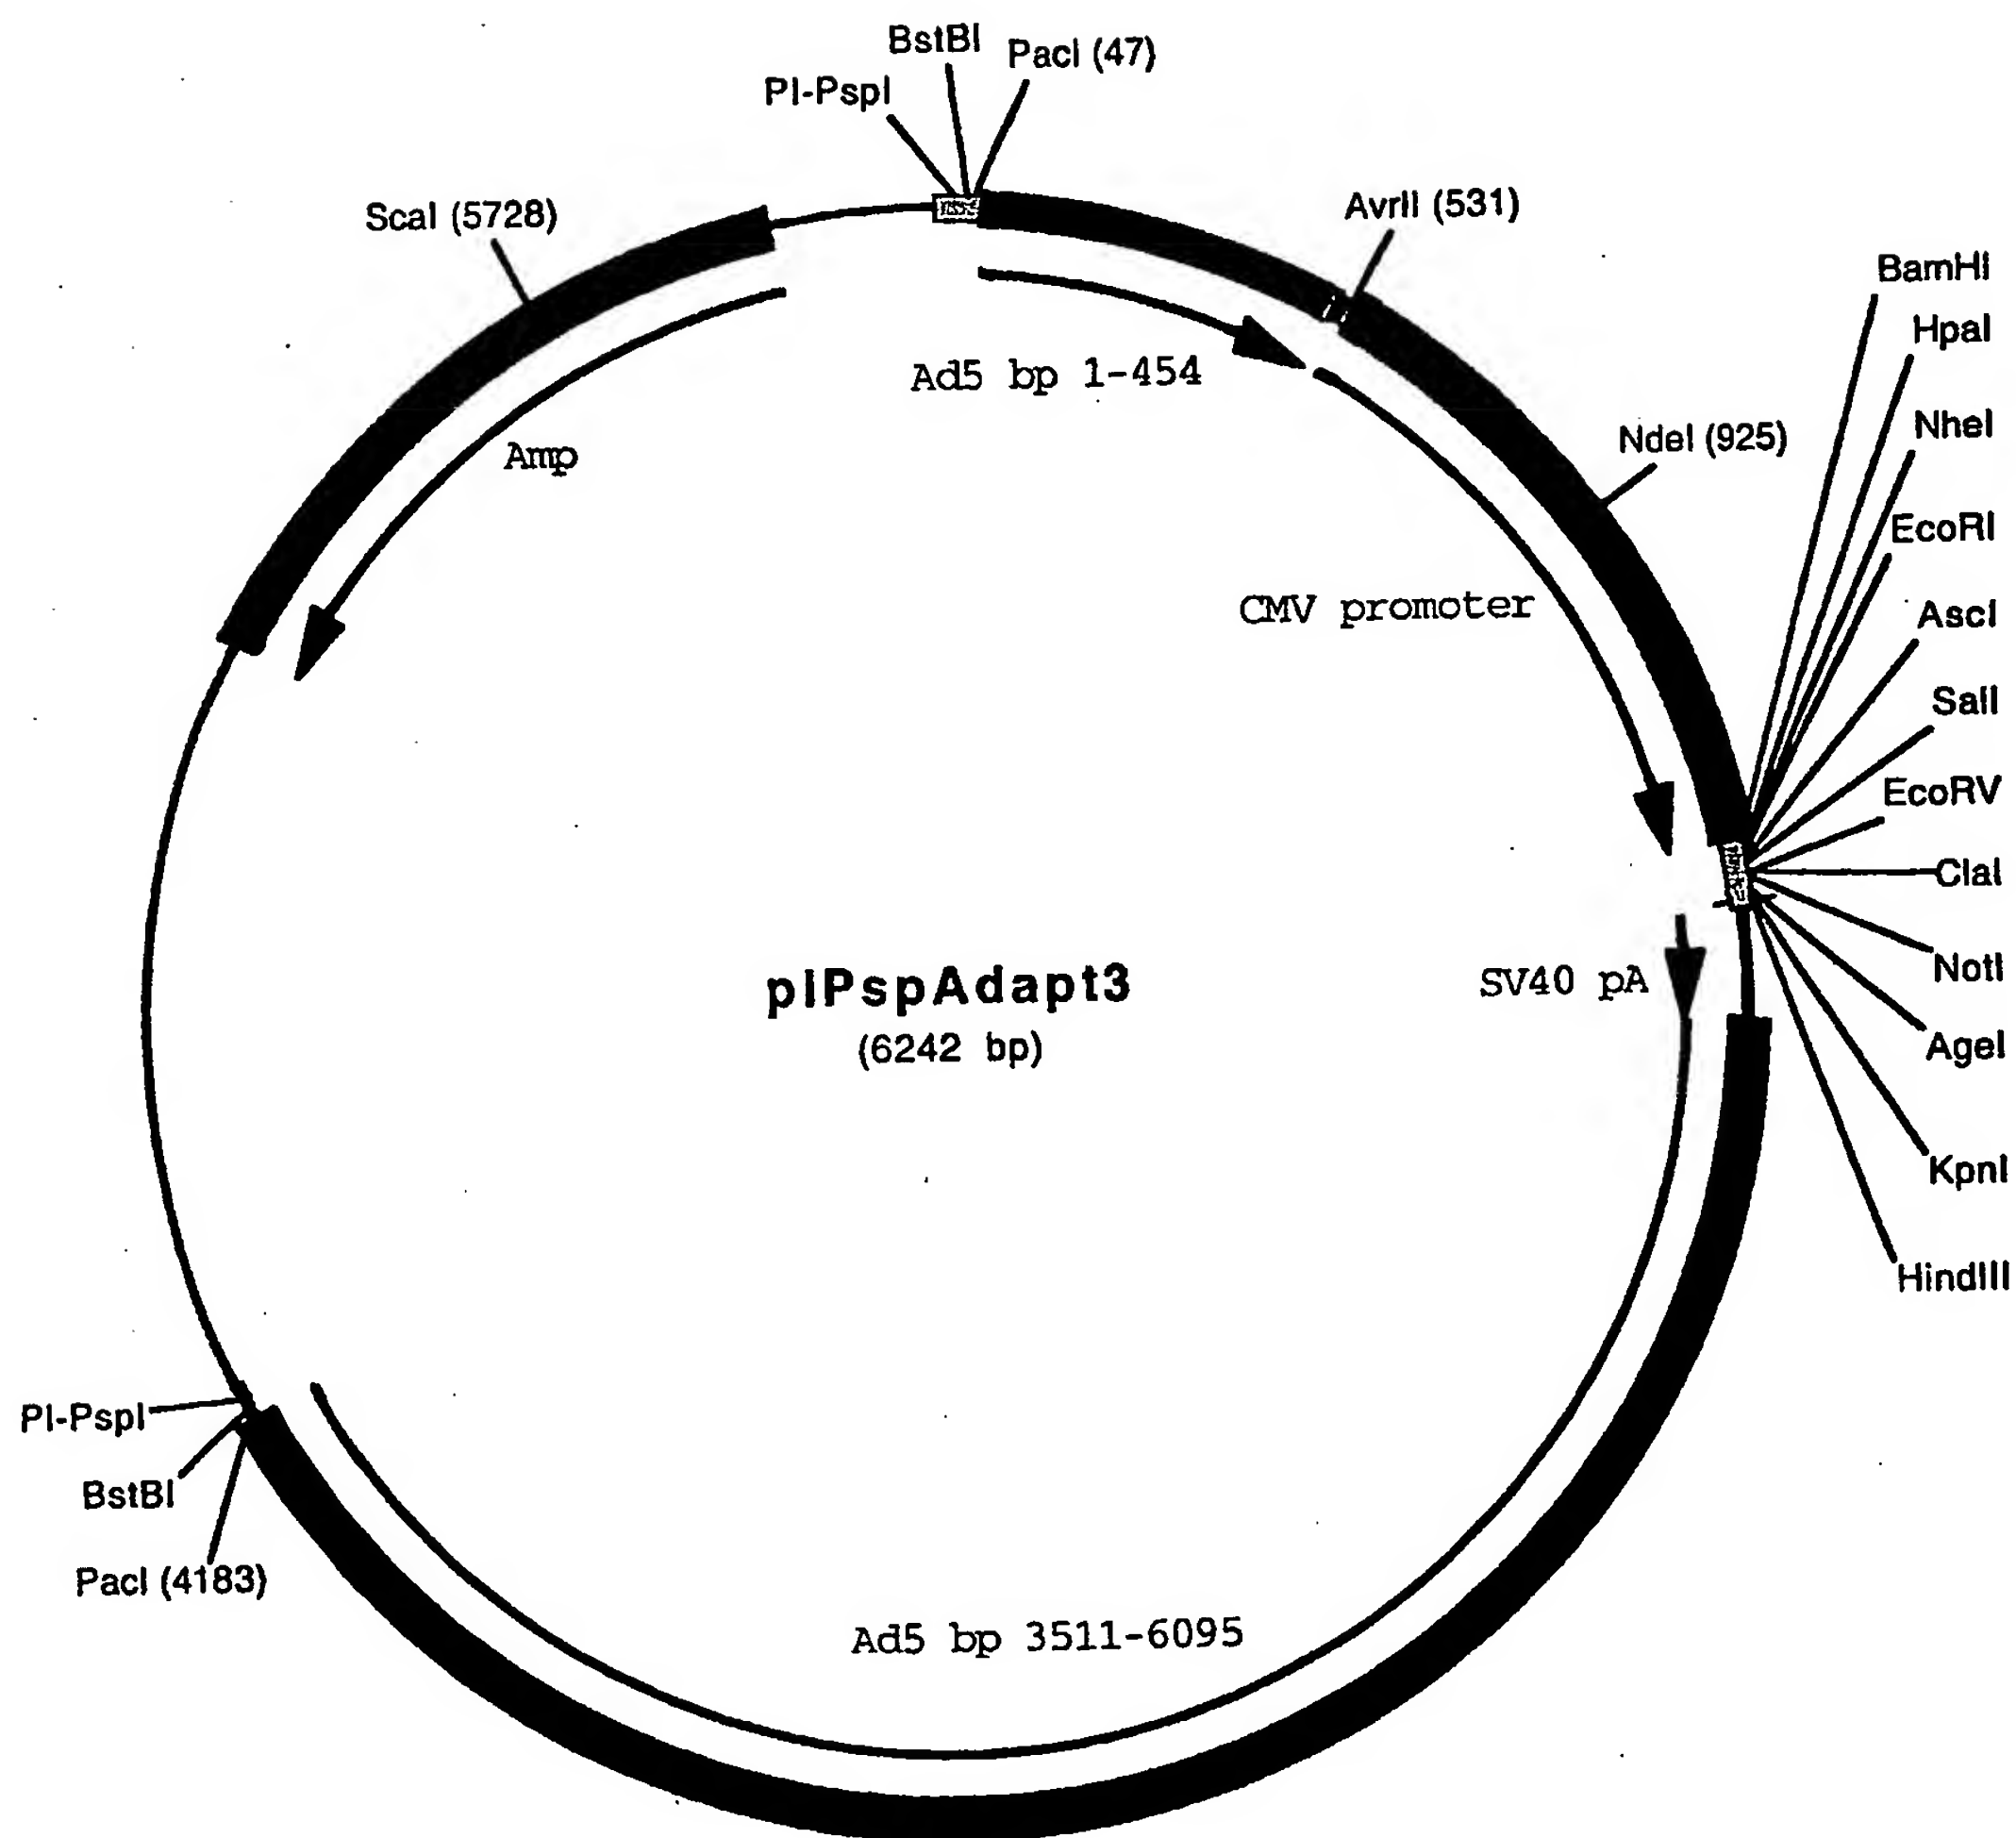 BstBI
PacI (47)
PI-PspI
ScaI (5728)
AvrII (531)
BamHI
HpaI
Ad5 bp 1-454
NheI
NdeI (925)
Amp
EcoRI
CMV promoter
AscI
SalI
EcoRV
ClaI
NotI
SV40 pA
pIPspAdapt3
(6242 bp)
AgeI
KpnI
HindIII
PI-PspI
BstBI
PacI (4183)
Ad5 bp 3511-6095